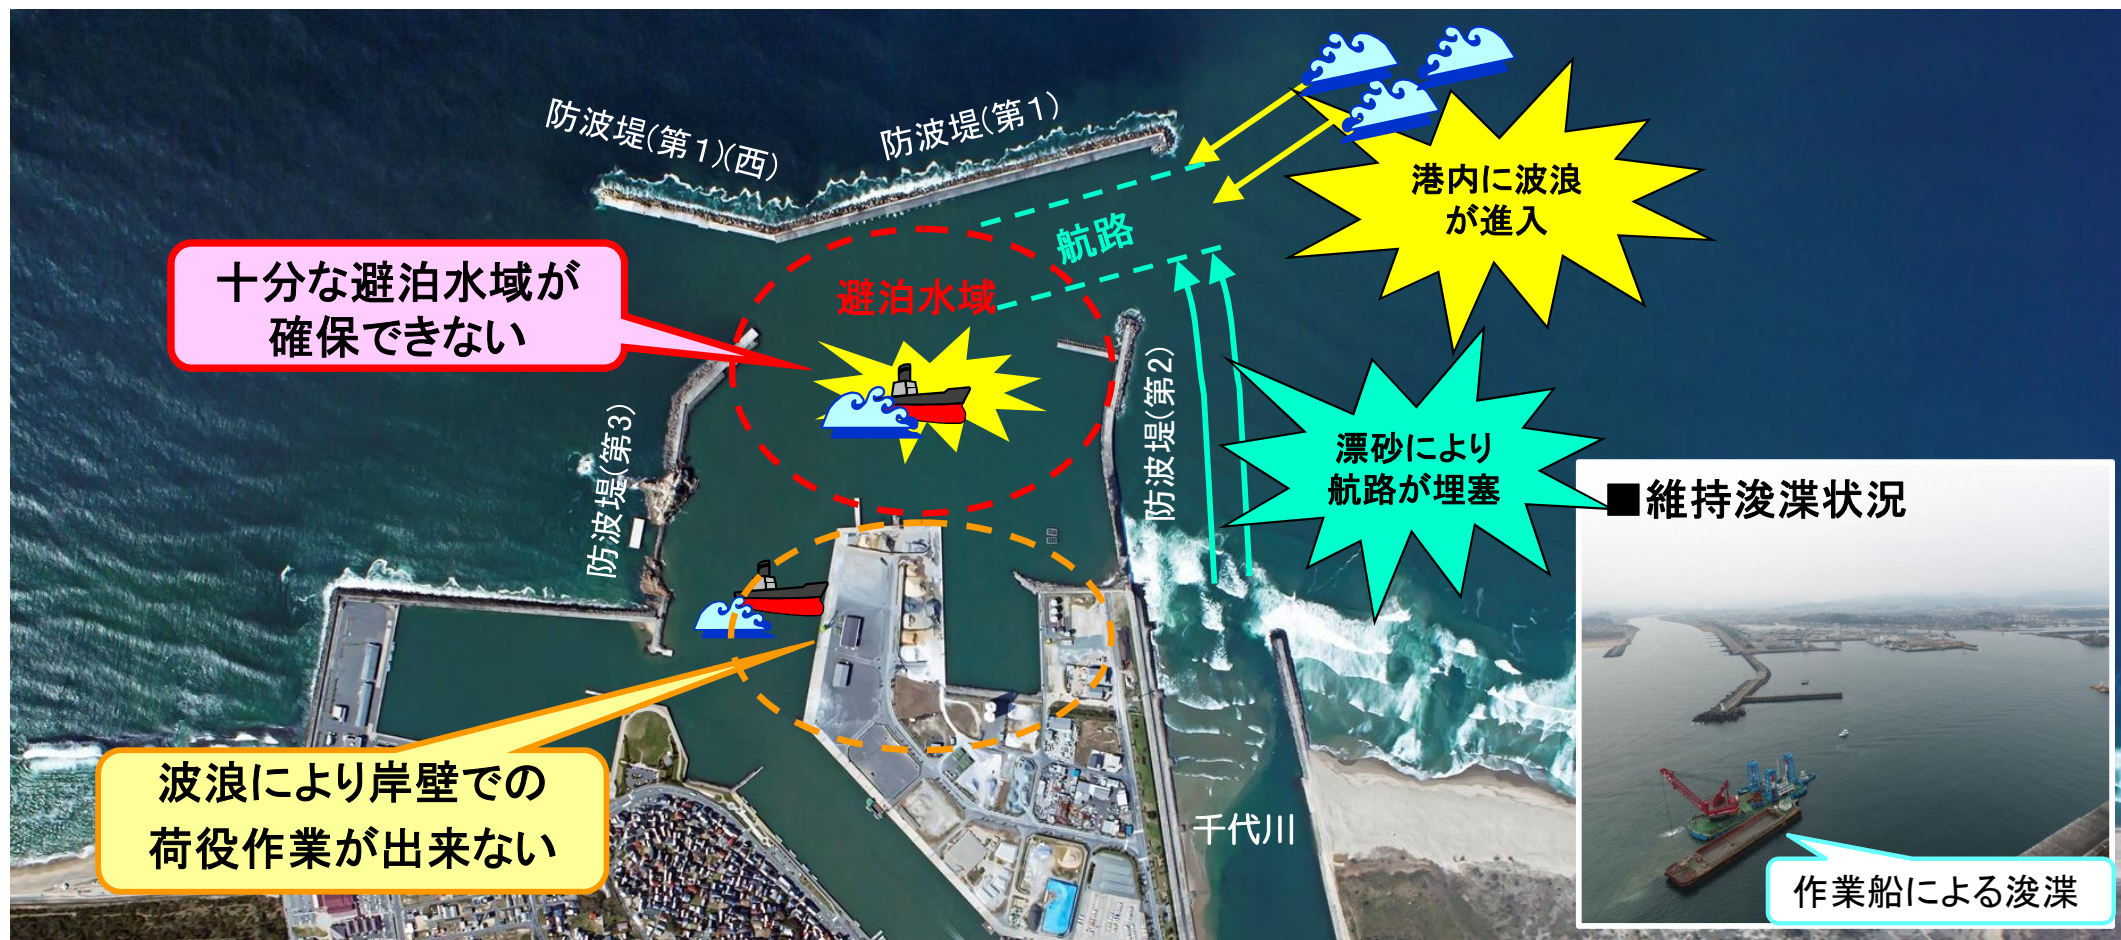 防波堤(第１)(西)
防波堤(第１)
港内に波浪
が進入
航路
避泊水域
十分な避泊水域が
確保できない
防波堤(第2)
防波堤(第3)
漂砂により
航路が埋塞
■維持浚渫状況
波浪により岸壁での
荷役作業が出来ない
千代川
作業船による浚渫